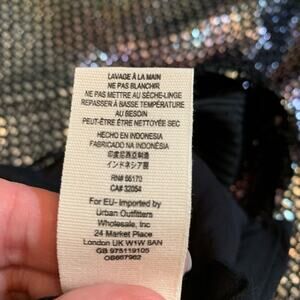 LAVAGE À LA MAIN
NE PAS BLANCHIR
NE PAS METTRE AU SÈCHE-LINGE
REPASSER À BASSE TEMPÉRATURE
AU BESOIN
PEUT-ÊTRE ÊTRE NETTOYÉE SEC
HECHO EN INDONESIA
FABRICADO NA INDONÉSIA
印度尼西亞制造
インドネシア製
RN# 66170
CA# 32054
For EU- Imported by
Urban Outfitters
Wholesale, Inc
24 Market Place
London UK W1W 8AN
GB 975119105
OS667962